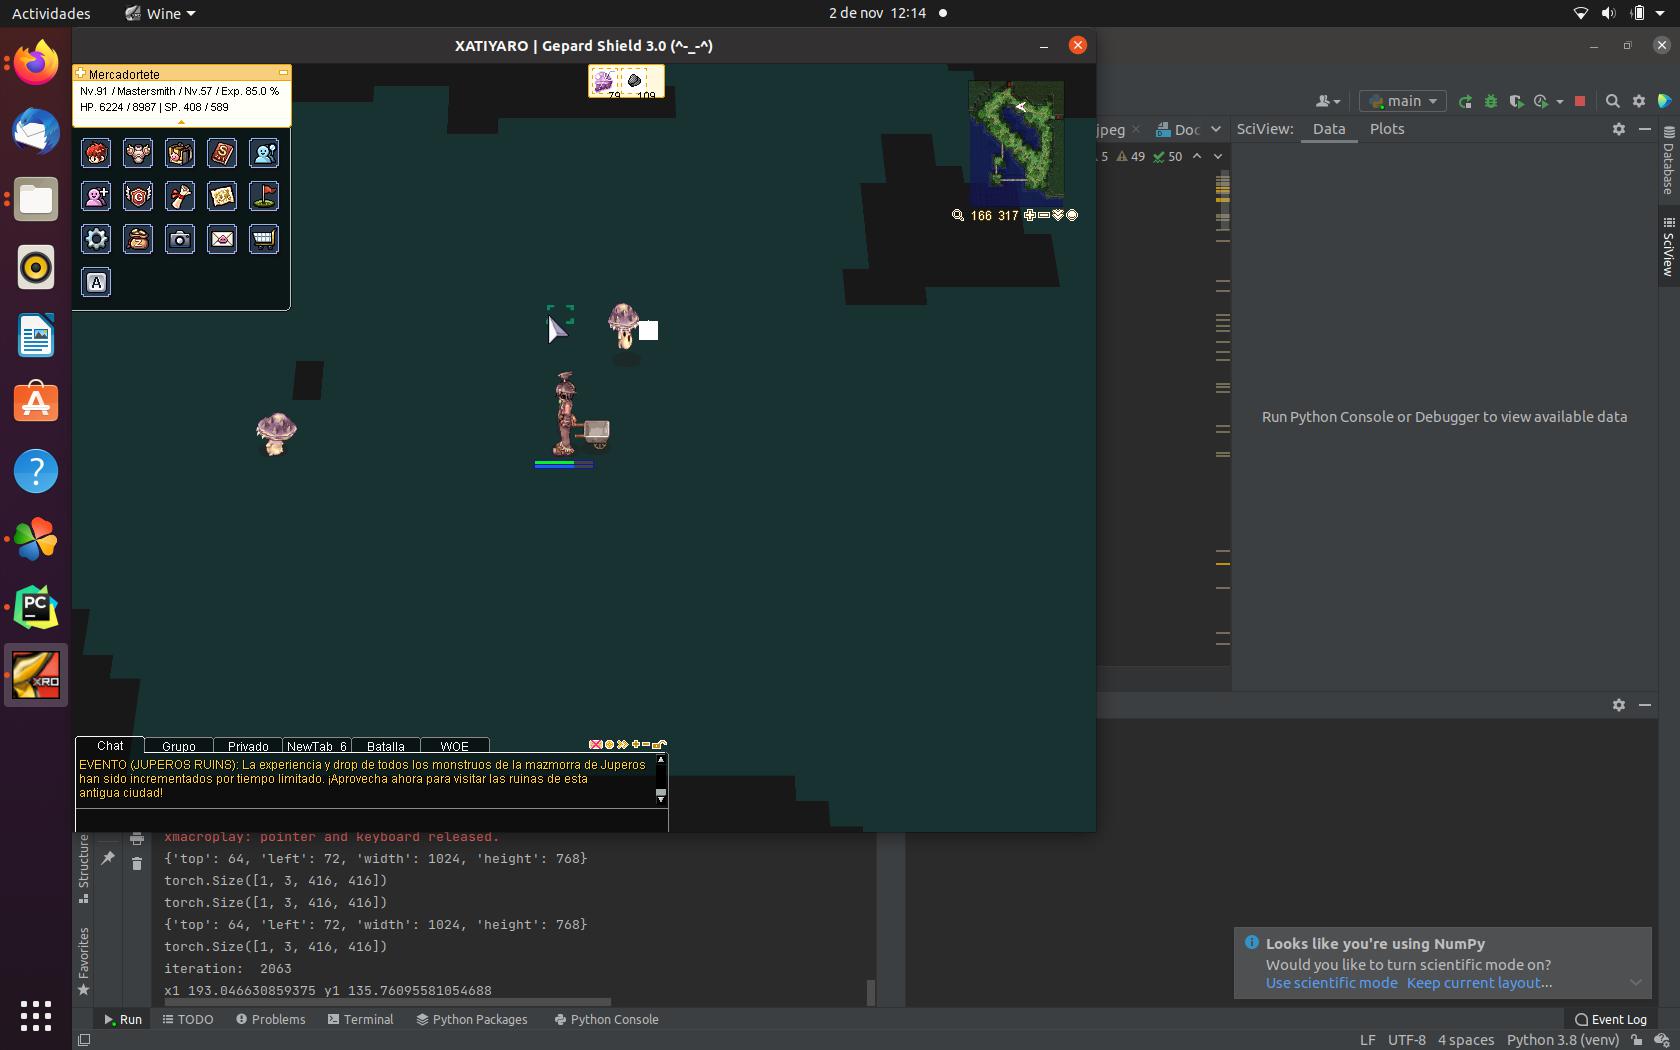 Actividades
Wine
2 de nov 12:14
XATIYARO | Gepard Shield 3.0 (^-_-^)
Mercadortete
Nv.91 / Mastersmith / Nv.57 / Exp. 85.0 %
HP. 6224 / 8987 | SP. 408 / 589
79
109
166 317
A
main
jpeg
Doc
SciView:
Data
Plots
5
49
50
Database
SciView
Run Python Console or Debugger to view available data
PC
XRO
Chat
Grupo
Privado
NewTab_6
Batalla
WOE
EVENTO (JUPEROS RUINS): La experiencia y drop de todos los monstruos de la mazmorra de Juperos
han sido incrementados por tiempo limitado. ¡Aprovecha ahora para visitar las ruinas de esta
antigua ciudad!
xmacroplay: pointer and keyboard released.
{'top': 64, 'left': 72, 'width': 1024, 'height': 768}
torch.Size([1, 3, 416, 416])
torch.Size([1, 3, 416, 416])
{'top': 64, 'left': 72, 'width': 1024, 'height': 768}
torch.Size([1, 3, 416, 416])
iteration:  2063
x1 193.046630859375 y1 135.76095581054688
Structure
Favorites
Looks like you're using NumPy
Would you like to turn scientific mode on?
Use scientific mode Keep current layout...
Run
TODO
Problems
Terminal
Python Packages
Python Console
Event Log
LF UTF-8 4 spaces Python 3.8 (venv)